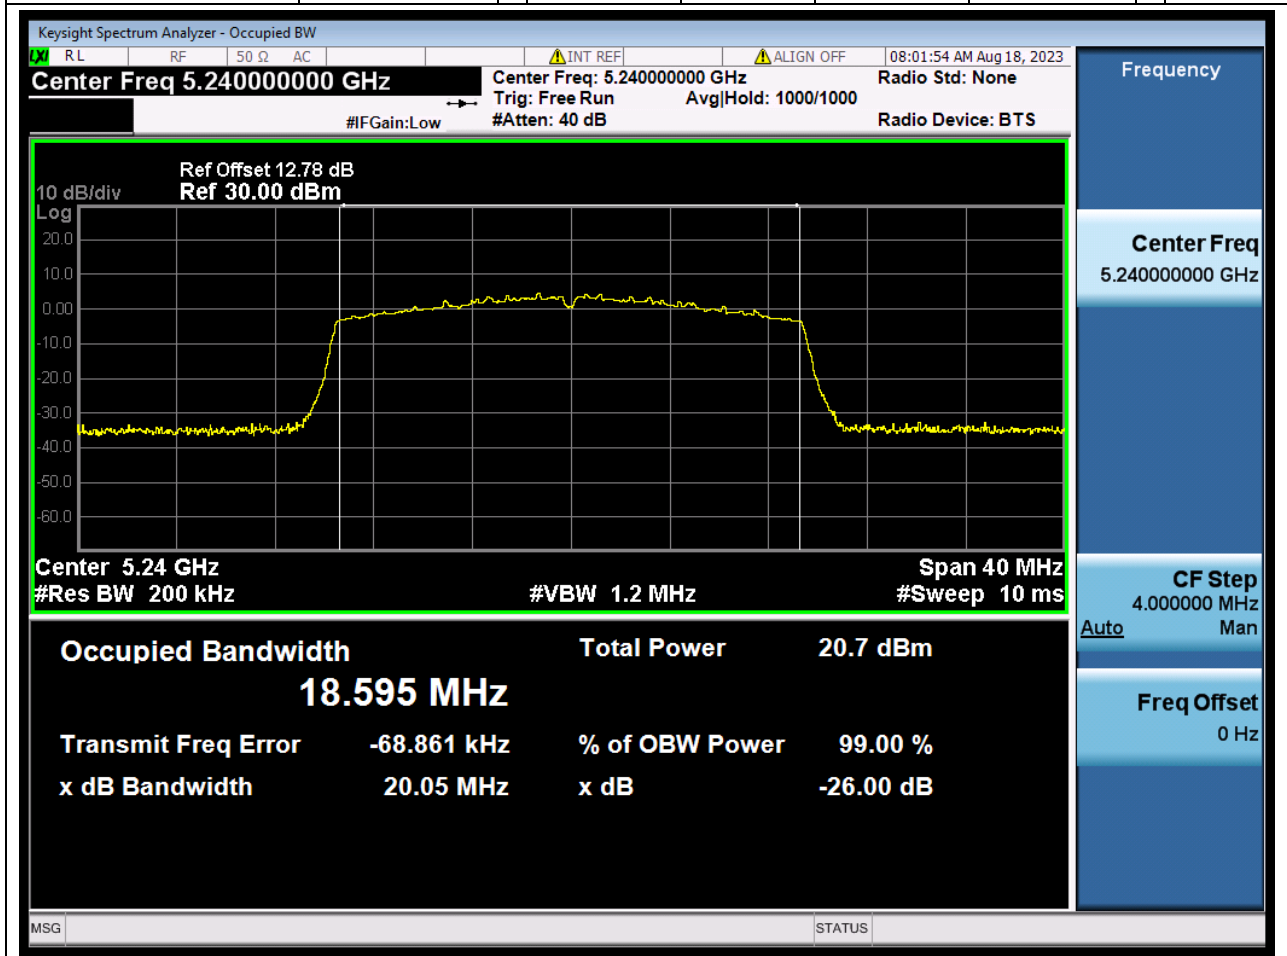 Keysight Spectrum Analyzer - Occupied BW
LXI RL RF 50 Ω AC INT REF ALIGN OFF 08:01:54 AM Aug 18, 2023
Center Freq 5.240000000 GHz
Center Freq: 5.240000000 GHz
Radio Std: None
Trig: Free Run Avg|Hold: 1000/1000
#IFGain:Low
#Atten: 40 dB
Radio Device: BTS
Ref Offset 12.78 dB
10 dB/div Ref 30.00 dBm
Log
20.0
10.0
0.00
-10.0
-20.0
-30.0
-40.0
-50.0
-60.0
Center 5.24 GHz Span 40 MHz
#Res BW 200 kHz #VBW 1.2 MHz #Sweep 10 ms
Occupied Bandwidth Total Power 20.7 dBm
18.595 MHz
Transmit Freq Error -68.861 kHz % of OBW Power 99.00 %
x dB Bandwidth 20.05 MHz x dB -26.00 dB
MSG STATUS
Frequency
Center Freq
5.240000000 GHz
CF Step
4.000000 MHz
Auto Man
Freq Offset
0 Hz